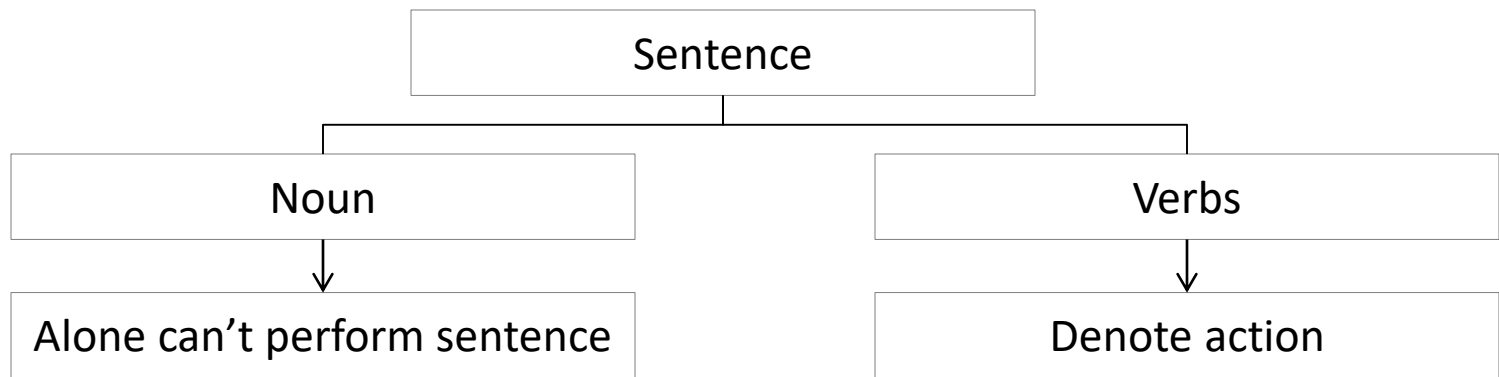 Sentence
Noun
Verbs
Alone can’t perform sentence
Denote action